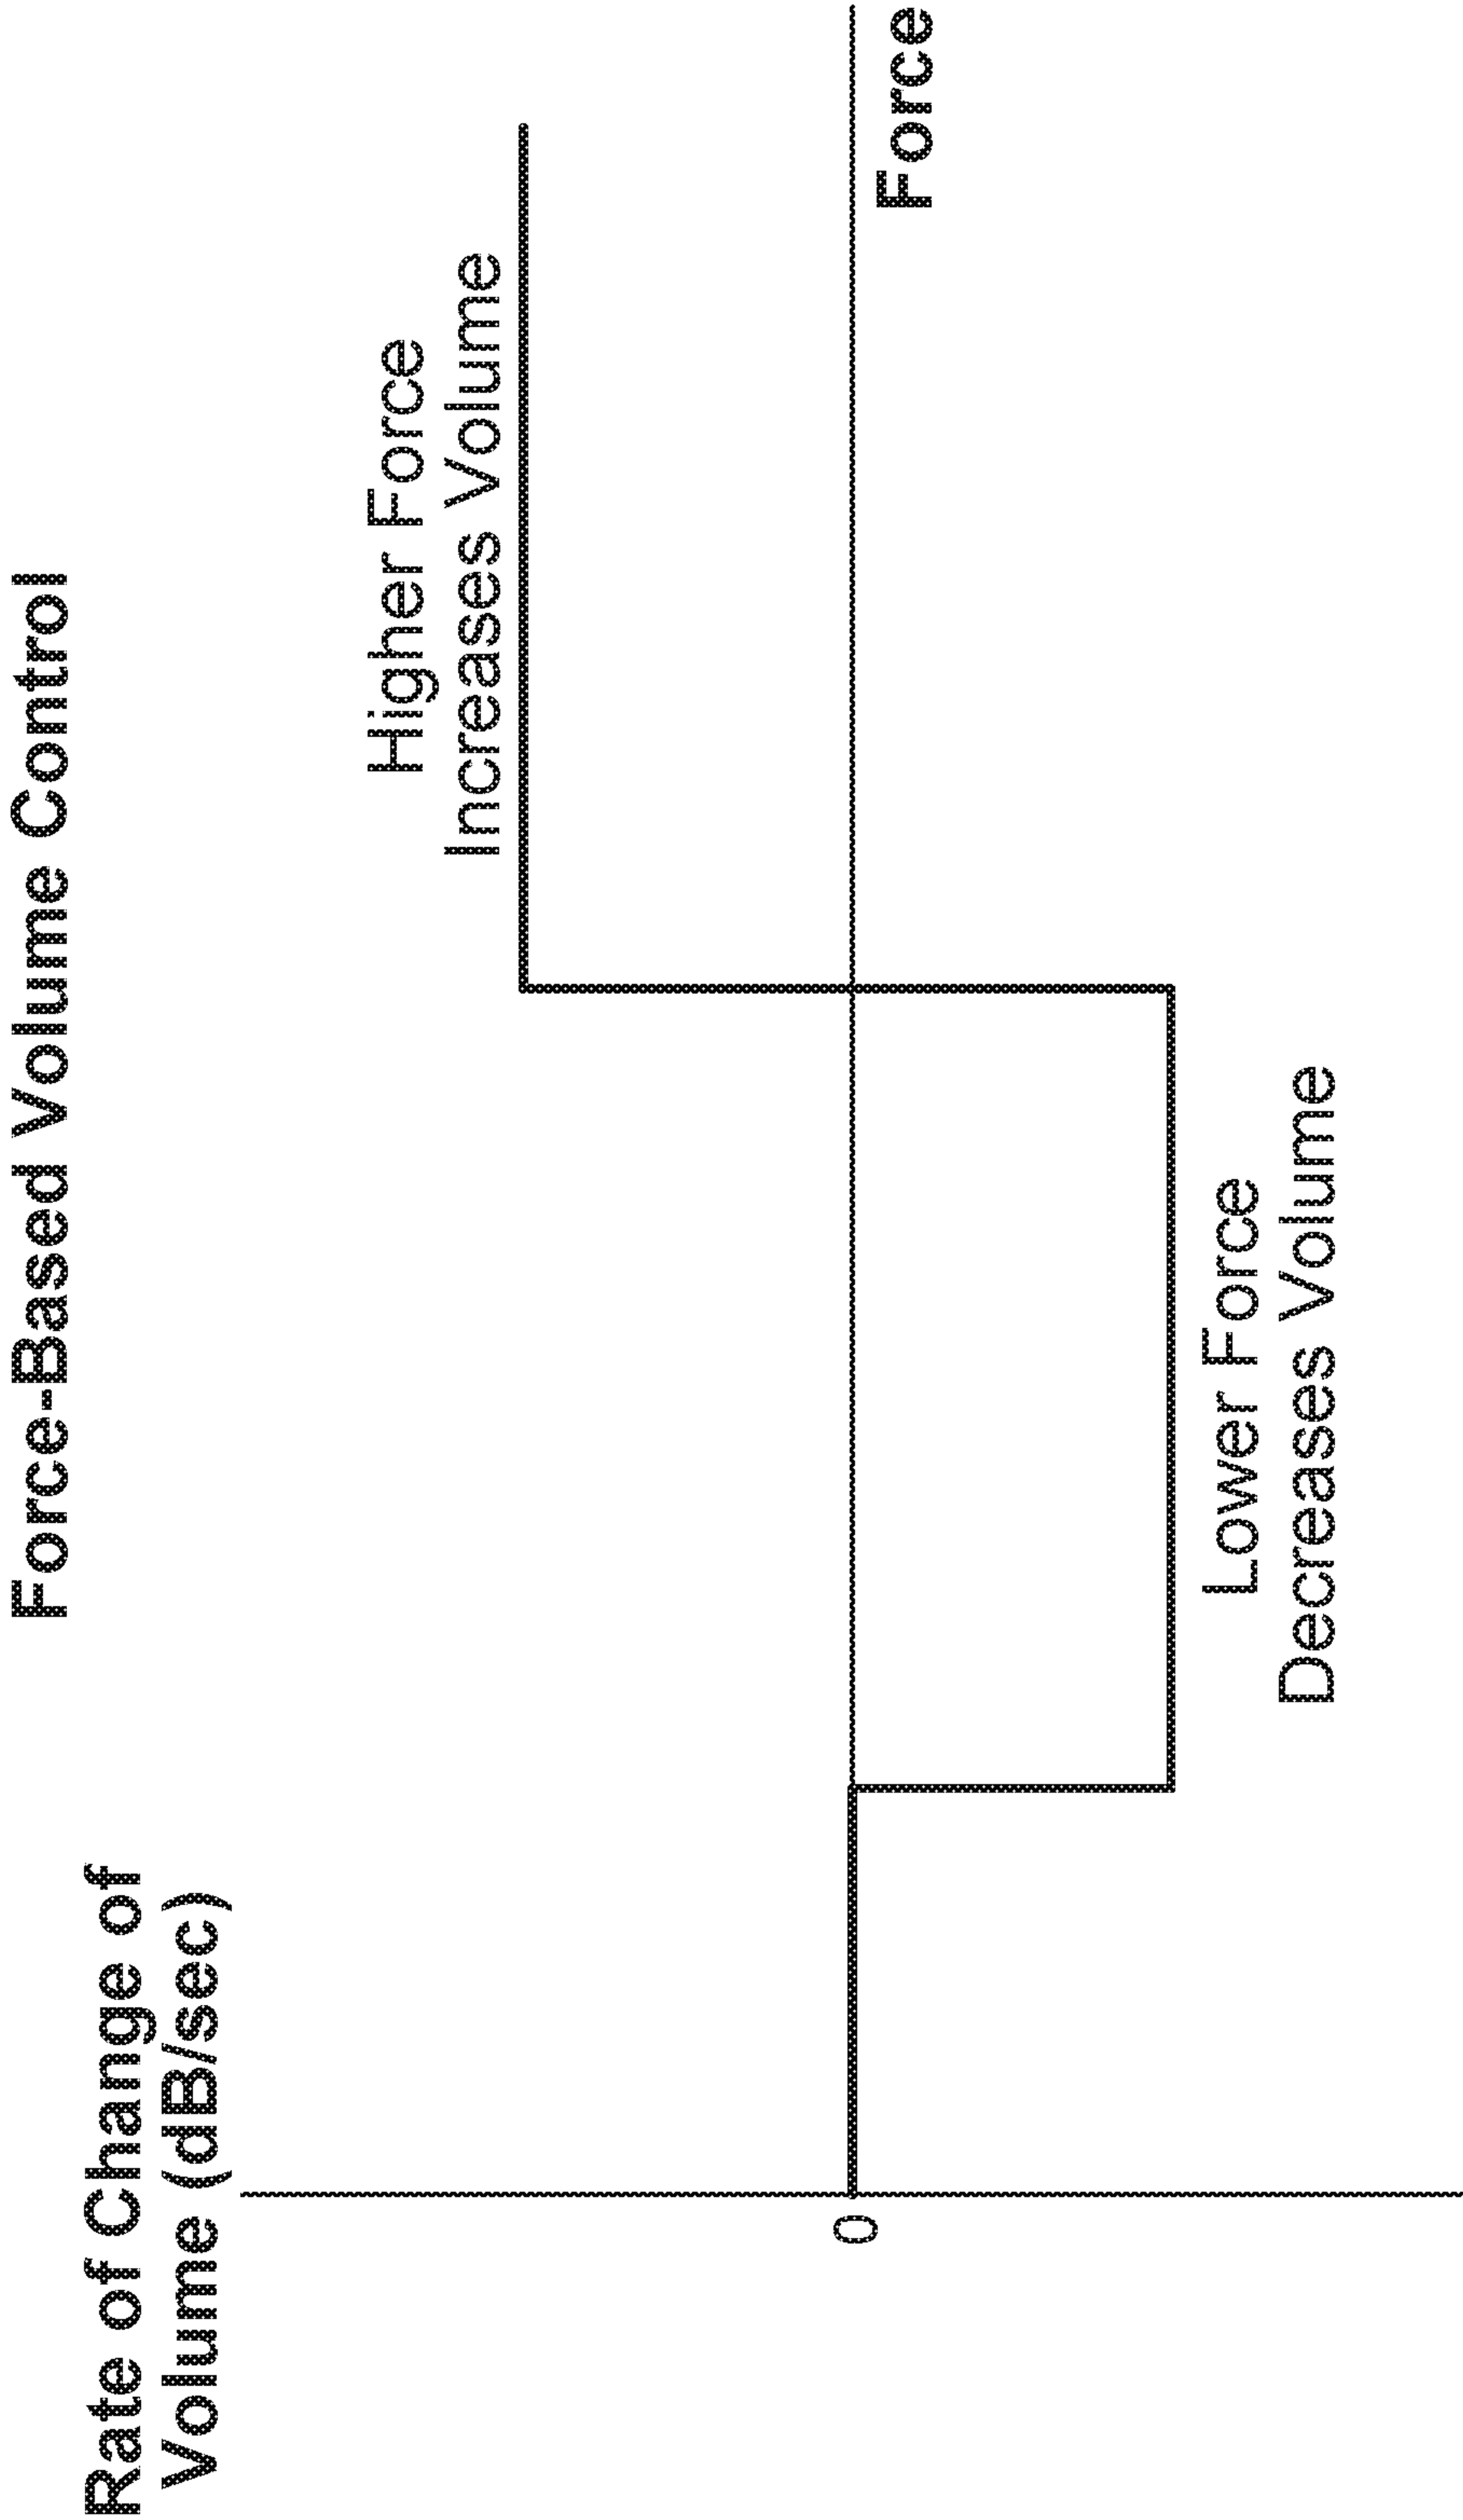 Force-Based Volume Control
Rate of Change of
Volume (dB/sec)
Higher Force
Increases Volume
0
Force
Lower Force
Decreases Volume